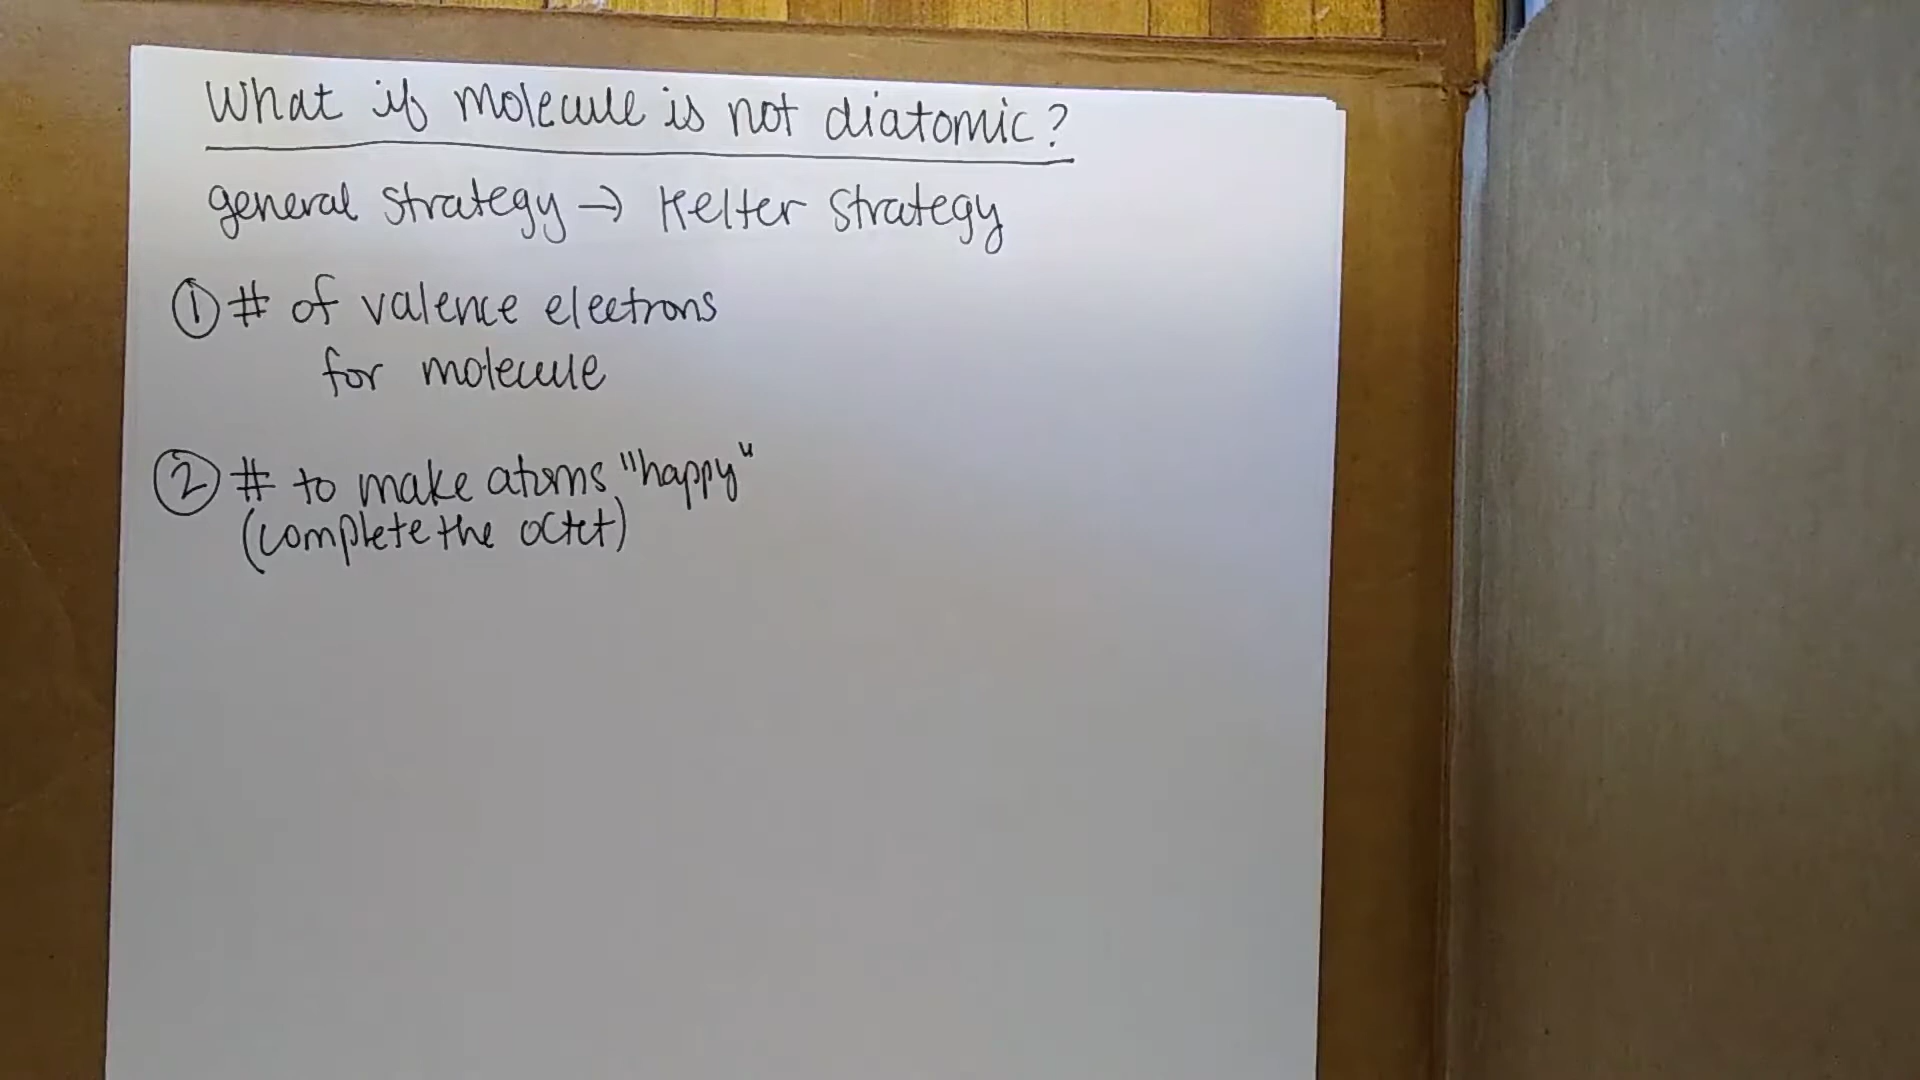 What if molecule is not diatomic?
general strategy → Kelter strategy
① # of valence electrons
for molecule
② # to make atoms "happy"
(complete the octet)